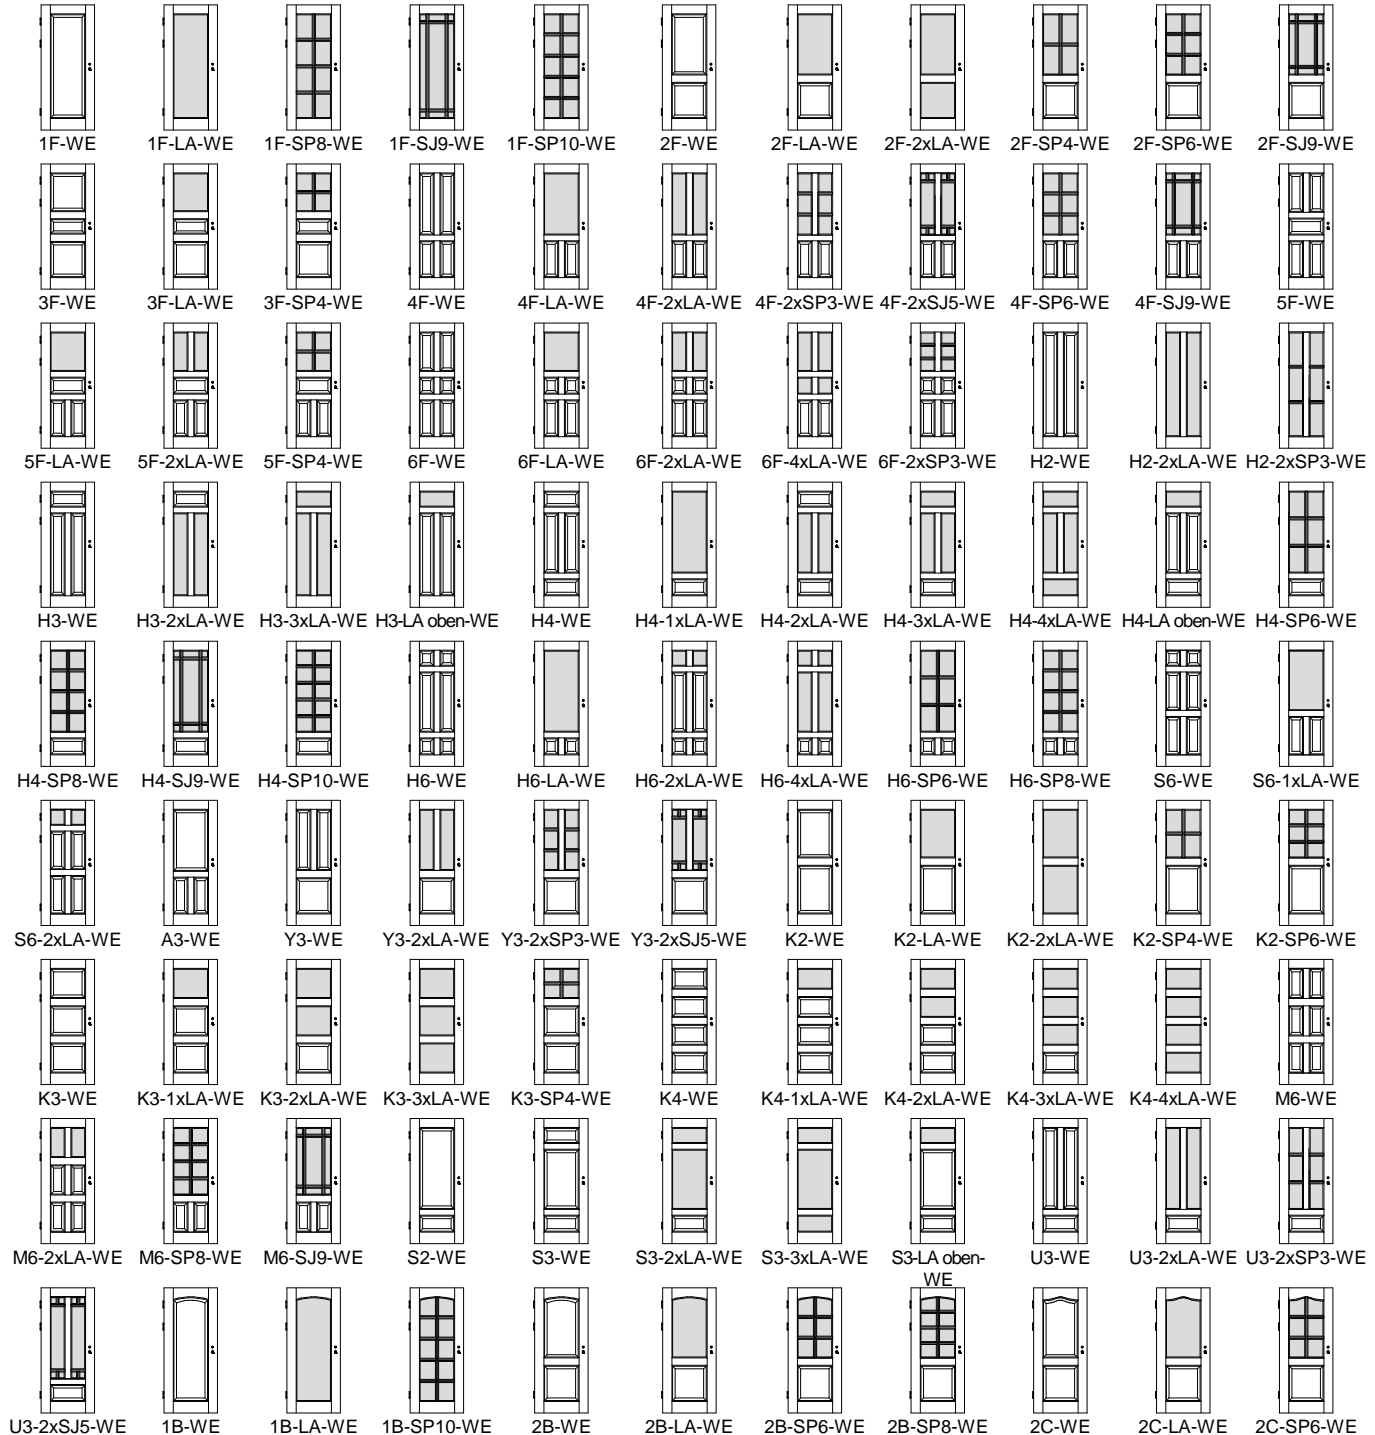 1F-WE 1F-LA-WE 1F-SP8-WE 1F-SJ9-WE 1F-SP10-WE 2F-WE 2F-LA-WE 2F-2xLA-WE 2F-SP4-WE 2F-SP6-WE 2F-SJ9-WE
3F-WE 3F-LA-WE 3F-SP4-WE 4F-WE 4F-LA-WE 4F-2xLA-WE 4F-2xSP3-WE 4F-2xSJ5-WE 4F-SP6-WE 4F-SJ9-WE 5F-WE
5F-LA-WE 5F-2xLA-WE 5F-SP4-WE 6F-WE 6F-LA-WE 6F-2xLA-WE 6F-4xLA-WE 6F-2xSP3-WE H2-WE H2-2xLA-WE H2-2xSP3-WE
H3-WE H3-2xLA-WE H3-3xLA-WE H3-LA oben-WE H4-WE H4-1xLA-WE H4-2xLA-WE H4-3xLA-WE H4-4xLA-WE H4-LA oben-WE H4-SP6-WE
H4-SP8-WE H4-SJ9-WE H4-SP10-WE H6-WE H6-LA-WE H6-2xLA-WE H6-4xLA-WE H6-SP6-WE H6-SP8-WE S6-WE S6-1xLA-WE
S6-2xLA-WE A3-WE Y3-WE Y3-2xLA-WE Y3-2xSP3-WE Y3-2xSJ5-WE K2-WE K2-LA-WE K2-2xLA-WE K2-SP4-WE K2-SP6-WE
K3-WE K3-1xLA-WE K3-2xLA-WE K3-3xLA-WE K3-SP4-WE K4-WE K4-1xLA-WE K4-2xLA-WE K4-3xLA-WE K4-4xLA-WE M6-WE
M6-2xLA-WE M6-SP8-WE M6-SJ9-WE S2-WE S3-WE S3-2xLA-WE S3-3xLA-WE S3-LA oben- U3-WE U3-2xLA-WE U3-2xSP3-WE
WE
U3-2xSJ5-WE 1B-WE 1B-LA-WE 1B-SP10-WE 2B-WE 2B-LA-WE 2B-SP6-WE 2B-SP8-WE 2C-WE 2C-LA-WE 2C-SP6-WE